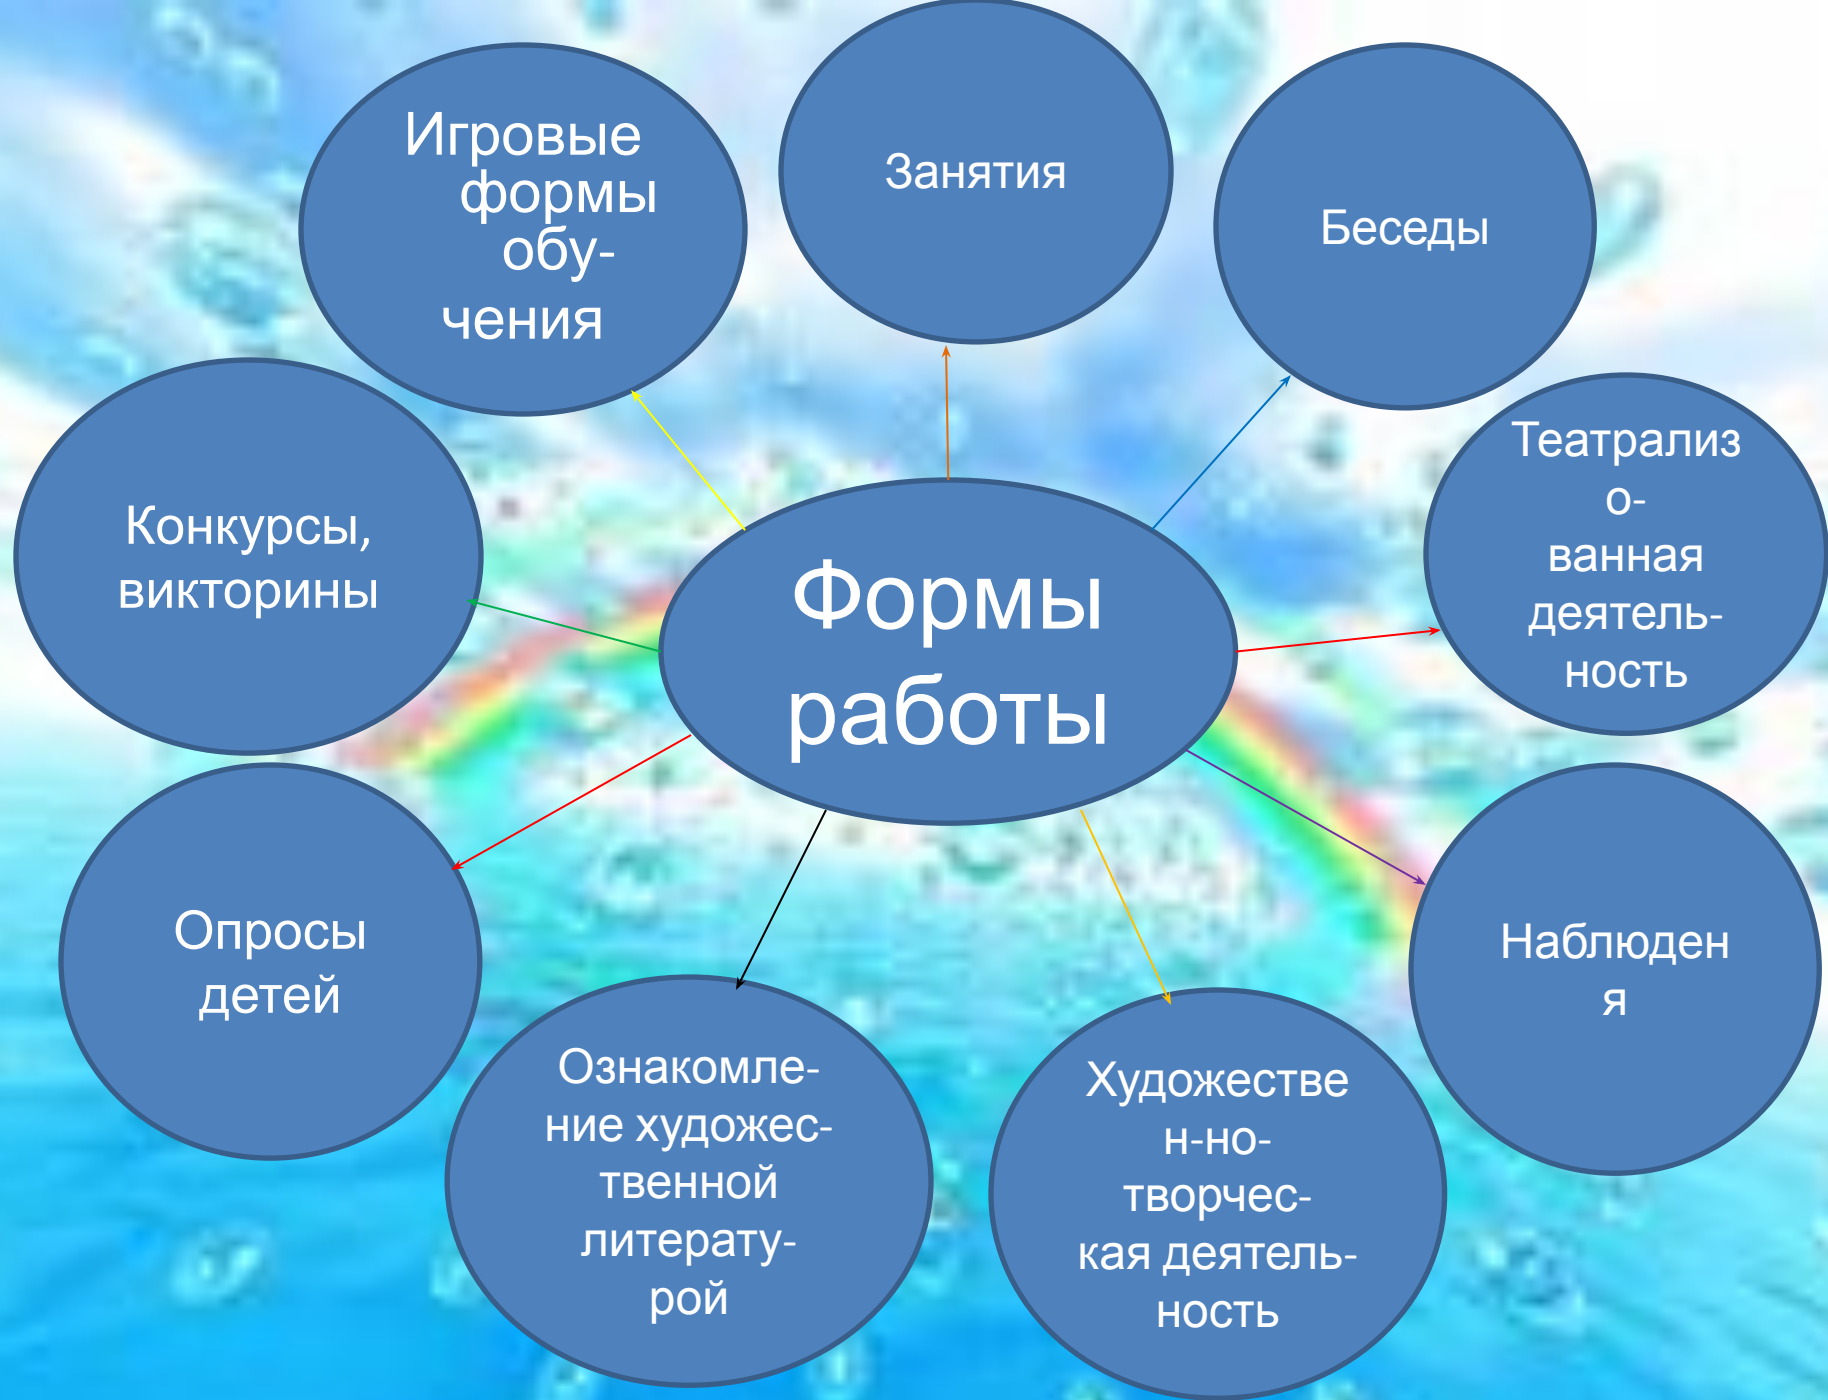 Игровые
формы
обу-
чения
Занятия
Беседы
Театрализ
о-
ванная
деятель-
ность
Конкурсы,
викторины
Формы
работы
Опросы
детей
Наблюден
я
Ознакомле-
ние художес-
твенной
литерату-
рой
Художестве
н-но-
творчес-
кая деятель-
ность